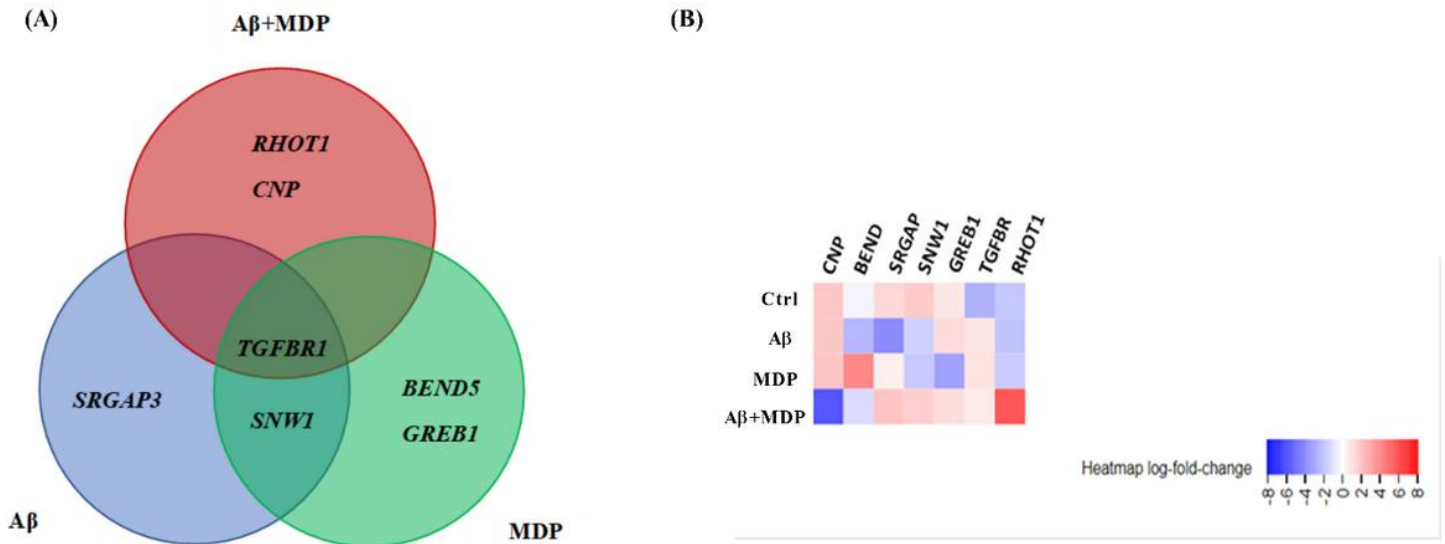 (A)
Aβ+MDP
RHOT1
CNP
TGFBR1
SRGAP3
BEND5
SNW1
GREB1
Aβ
MDP
(B)
CNP
BEND
SRGAP
SNW1
GREB1
TGFBR
RHOT1
Ctrl
Aβ
MDP
Aβ+MDP
Heatmap log-fold-change
-8 -6 -4 -2 0 2 4 6 8